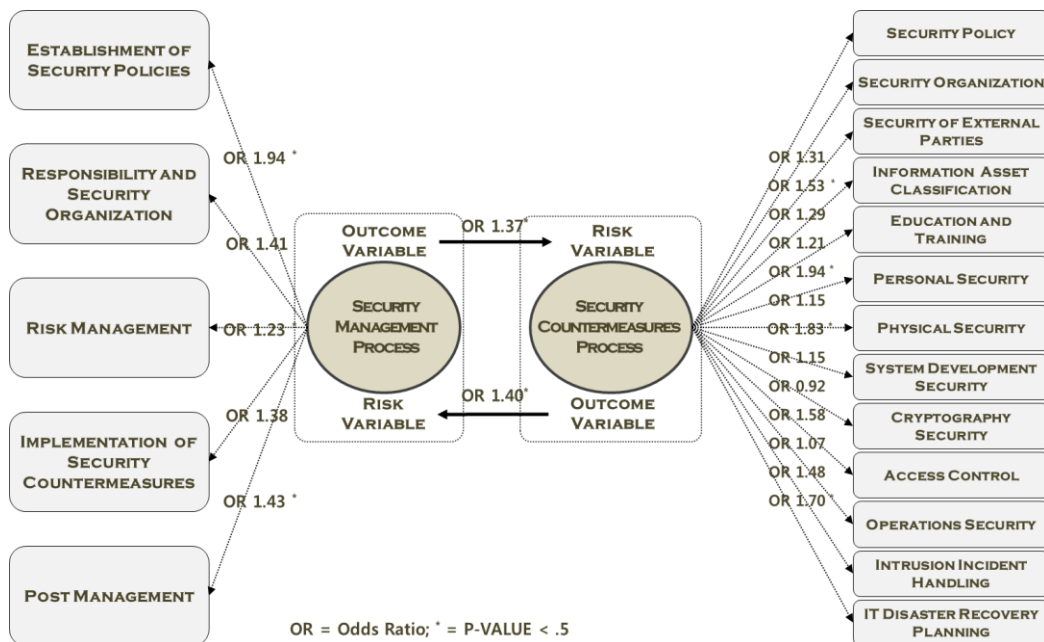 ESTABLISHMENT OF
SECURITY POLICIES
RESPONSIBILITY AND
SECURITY
ORGANIZATION
RISK MANAGEMENT
IMPLEMENTATION OF
SECURITY
COUNTERMEASURES
POST MANAGEMENT
OR 1.94 *
OR 1.41
OR 1.23
OR 1.38
OR 1.43 *
OUTCOME
VARIABLE
SECURITY
MANAGEMENT
PROCESS
RISK
VARIABLE
OR 1.37*
OR 1.40*
RISK
VARIABLE
SECURITY
COUNTERMEASURES
PROCESS
OUTCOME
VARIABLE
OR 1.31
OR 1.53 *
OR 1.29
OR 1.21
OR 1.94 *
OR 1.15
OR 1.83 *
OR 1.15
OR 0.92
OR 1.58
OR 1.07
OR 1.48
OR 1.70 *
SECURITY POLICY
SECURITY ORGANIZATION
SECURITY OF EXTERNAL
PARTIES
INFORMATION ASSET
CLASSIFICATION
EDUCATION AND
TRAINING
PERSONAL SECURITY
PHYSICAL SECURITY
SYSTEM DEVELOPMENT
SECURITY
CRYPTOGRAPHY
SECURITY
ACCESS CONTROL
OPERATIONS SECURITY
INTRUSION INCIDENT
HANDLING
IT DISASTER RECOVERY
PLANNING
OR = Odds Ratio; * = P-VALUE < .5